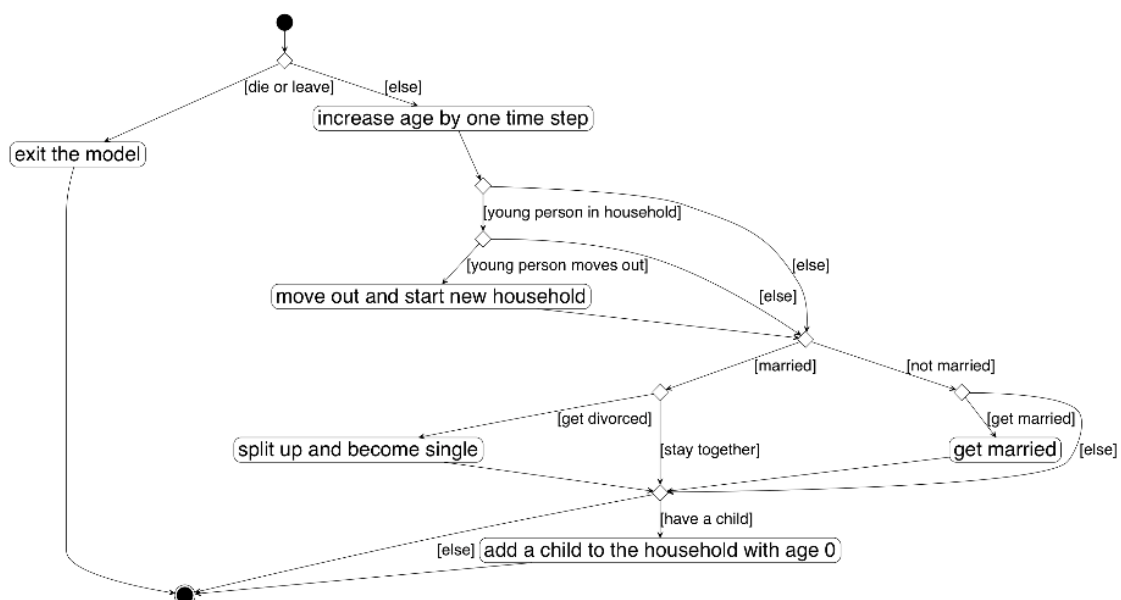 [die or leave]
[else]
increase age by one time step
exit the model
[young person in household]
[young person moves out]
[else]
move out and start new household
[else]
[married]
[not married]
[get divorced]
[get married]
split up and become single
[stay together]
get married
[else]
[have a child]
[else]
add a child to the household with age 0